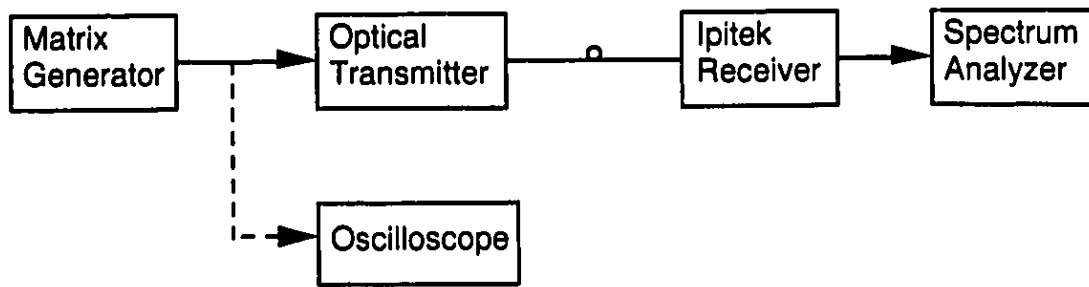 Matrix
Generator
Optical
Transmitter
Ipitek
Receiver
Spectrum
Analyzer
Oscilloscope